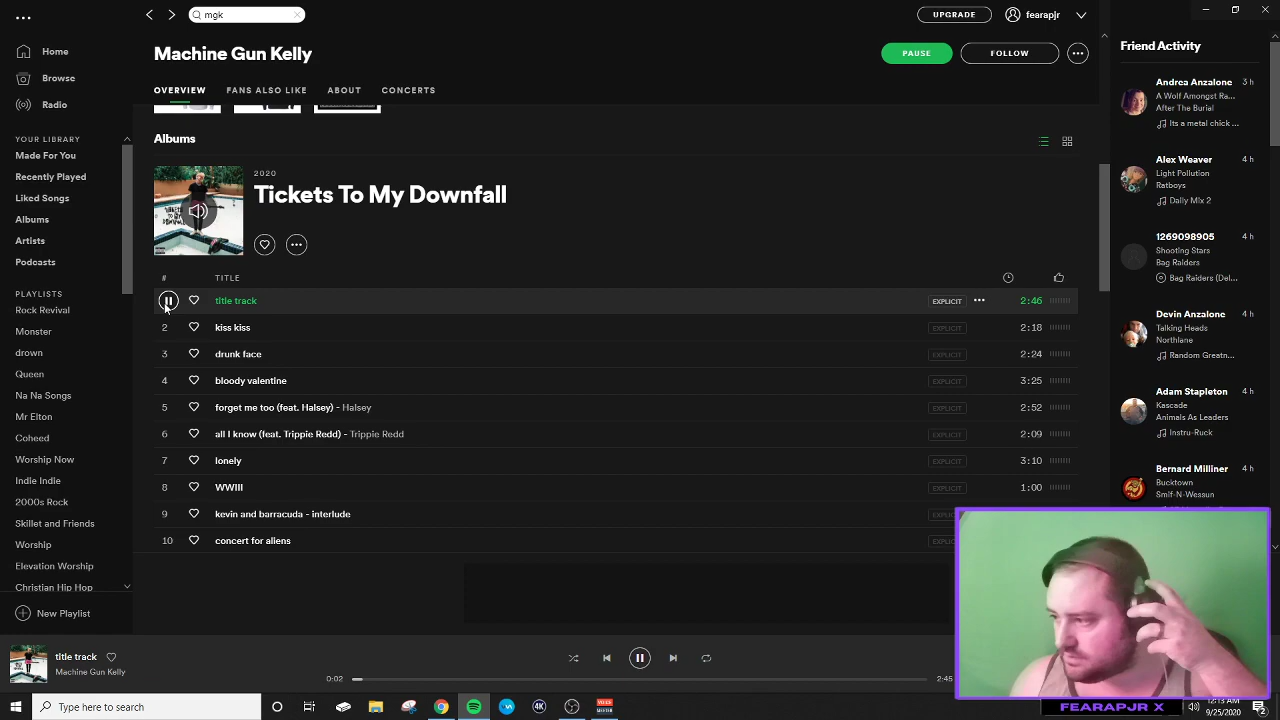 mgk
UPGRADE
fearapjr
Home
Browse
Radio
YOUR LIBRARY
Made For You
Recently Played
Liked Songs
Albums
Artists
Podcasts
PLAYLISTS
Rock Revival
Monster
drown
Queen
Na Na Songs
Mr Elton
Coheed
Worship Now
Indie Indie
2000s Rock
Skillet and Friends
Worship
Elevation Worship
Christian Hip Hop
New Playlist
Machine Gun Kelly
PAUSE
FOLLOW
OVERVIEW FANS ALSO LIKE ABOUT CONCERTS
Albums
2020
Tickets To My Downfall
# TITLE
title track EXPLICIT 2:46
2 kiss kiss EXPLICIT 2:18
3 drunk face EXPLICIT 2:24
4 bloody valentine EXPLICIT 3:25
5 forget me too (feat. Halsey) - Halsey EXPLICIT 2:52
6 all I know (feat. Trippie Redd) - Trippie Redd EXPLICIT 2:09
7 lonely EXPLICIT 3:10
8 WWIII EXPLICIT 1:00
9 kevin and barracuda - interlude EXPLICIT
10 concert for aliens EXPLICIT
Friend Activity
Andrea Anzalone 3 h
A Wolf Amongst Ra...
After The Burial
Its a metal chick ...
Alex Weaver 4 h
Light Pollution
Ratboys
Daily Mix 2
1269098905 4 h
Shooting Stars
Bag Raiders
Bag Raiders (Del...
Devin Anzalone 4 h
Talking Heads
Northlane
Random Greatn...
Adam Stapleton 4 h
Kascade
Animals As Leaders
Instru-Ruck
Bernard Milliner 4 h
Bucktown
Smif-N-Wessun
title track
Machine Gun Kelly
0:02
2:45
Type here to search
FEARAPJR X
12:13 AM
9/25/2020